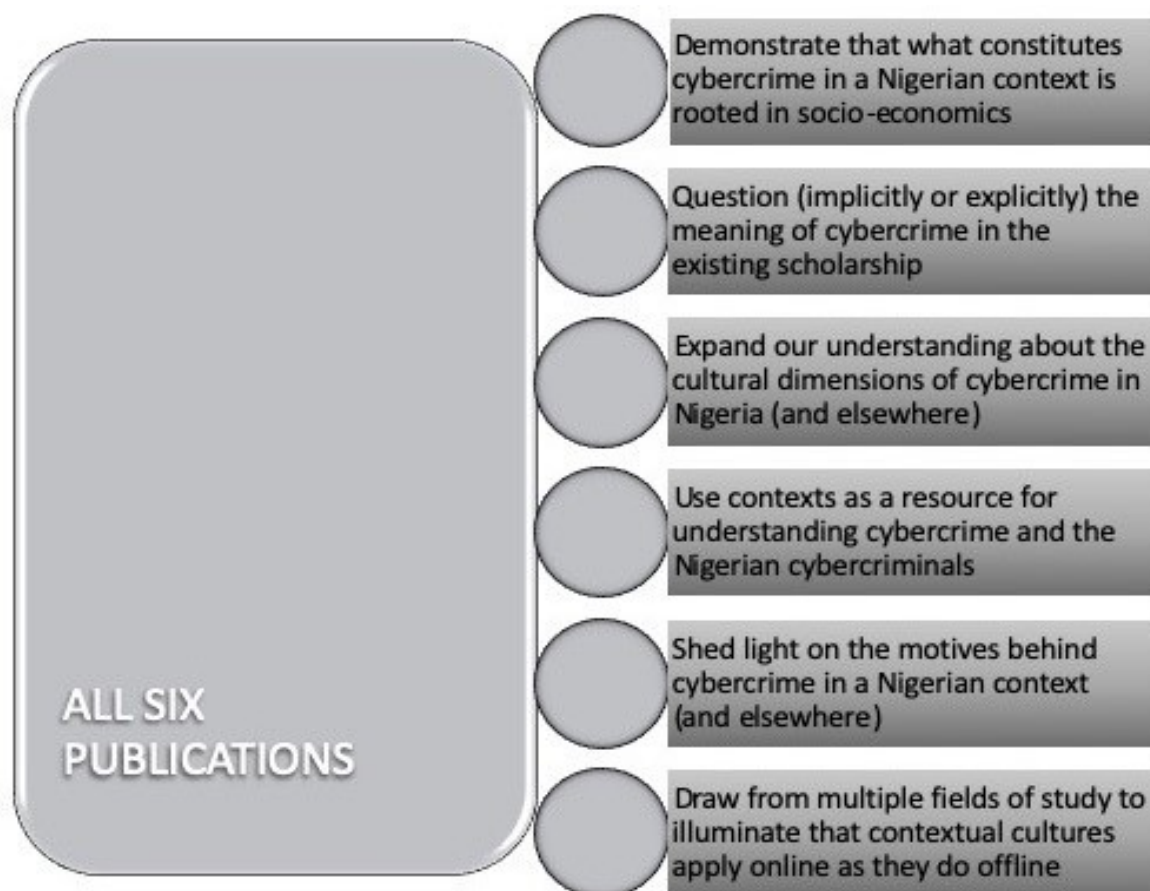 Demonstrate that what constitutes
cybercrime in a Nigerian context is
rooted in socio-economics
Question (implicitly or explicitly) the
meaning of cybercrime in the
existing scholarship
Expand our understanding about the
cultural dimensions of cybercrime in
Nigeria (and elsewhere)
Use contexts as a resource for
understanding cybercrime and the
Nigerian cybercriminals
Shed light on the motives behind
cybercrime in a Nigerian context
(and elsewhere)
Draw from multiple fields of study to
illuminate that contextual cultures
apply online as they do offline
ALL SIX
PUBLICATIONS